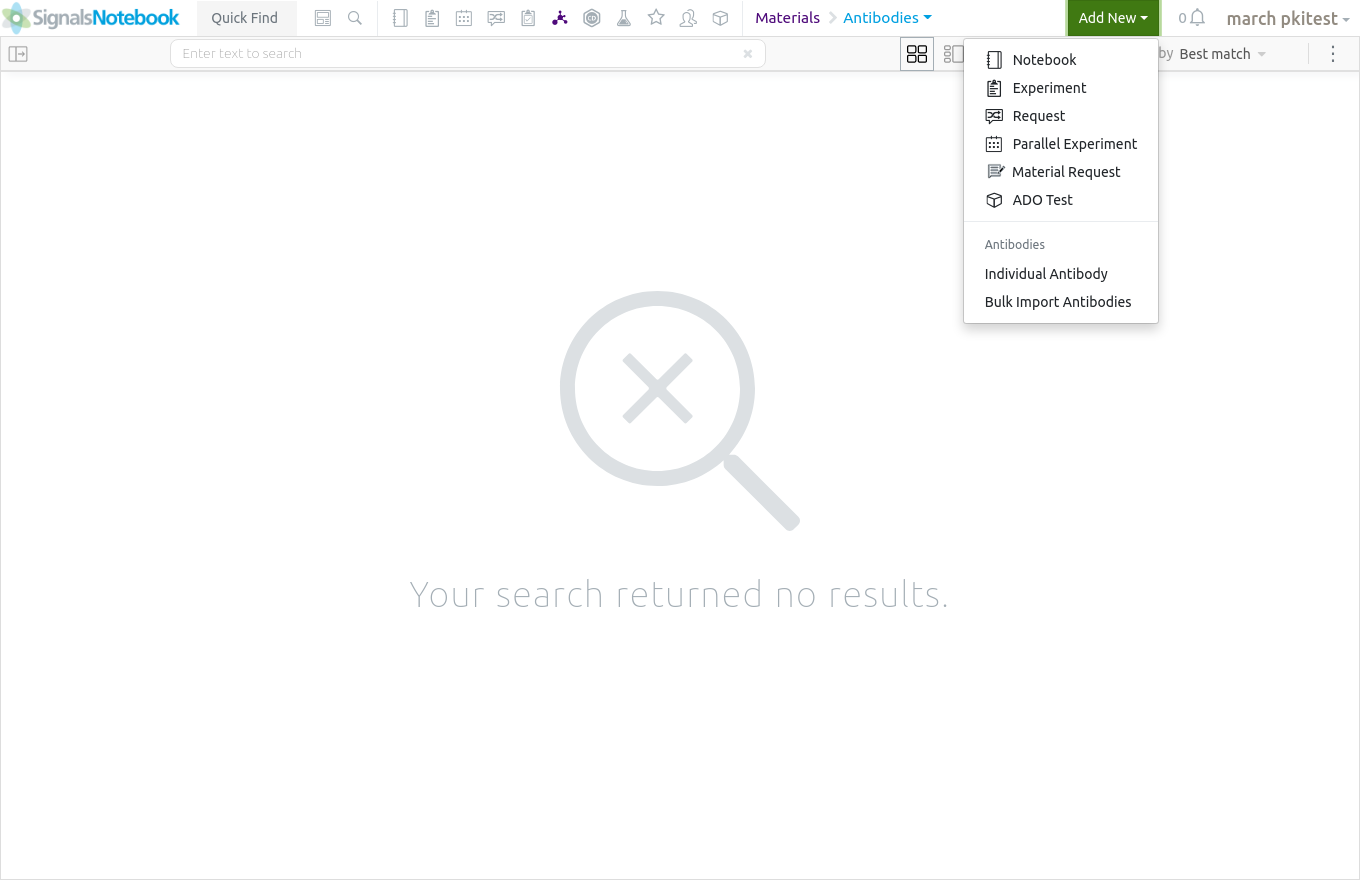 SignalsNotebook Quick Find Materials Antibodies Add New 0 march pkitest
Enter text to search by Best match
Notebook
Experiment
Request
Parallel Experiment
Material Request
ADO Test
Antibodies
Individual Antibody
Bulk Import Antibodies
Your search returned no results.